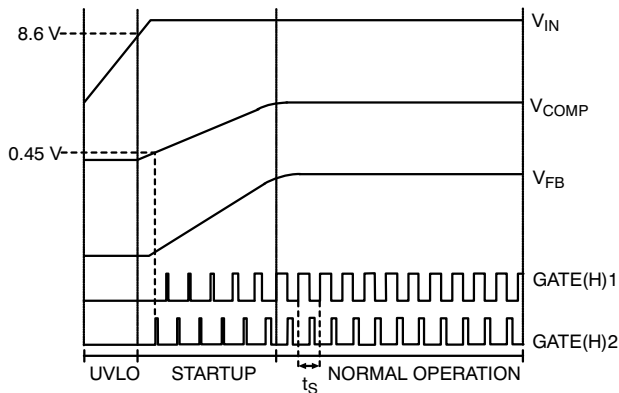 8.6 V
V_IN
V_COMP
0.45 V
V_FB
GATE(H)1
GATE(H)2
UVLO STARTUP NORMAL OPERATION
t_S